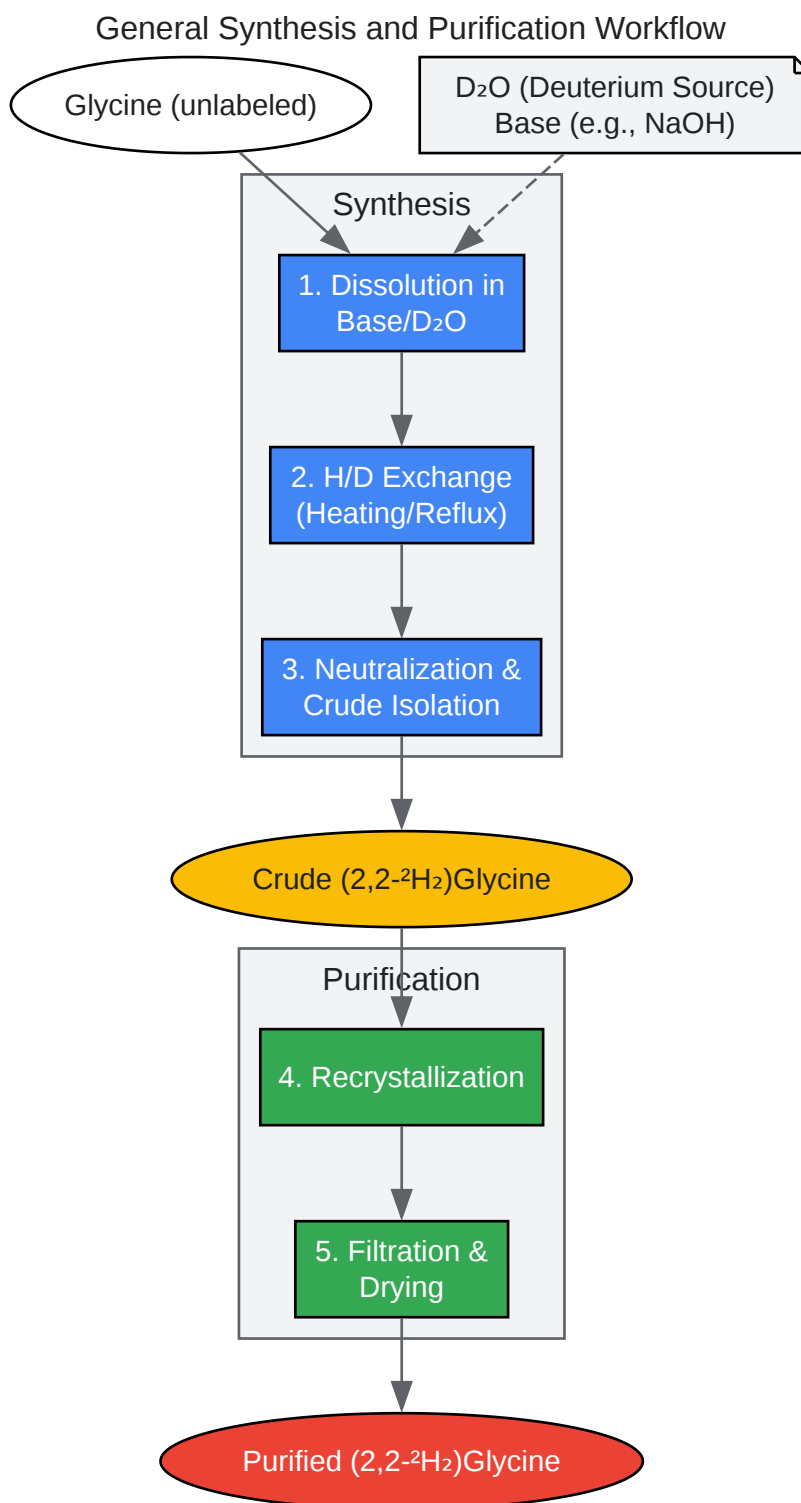 General Synthesis and Purification Workflow
Glycine (unlabeled)
D₂O (Deuterium Source)
Base (e.g., NaOH)
Synthesis
1. Dissolution in
Base/D₂O
2. H/D Exchange
(Heating/Reflux)
3. Neutralization &
Crude Isolation
Crude (2,2-²H₂)Glycine
Purification
4. Recrystallization
5. Filtration &
Drying
Purified (2,2-²H₂)Glycine